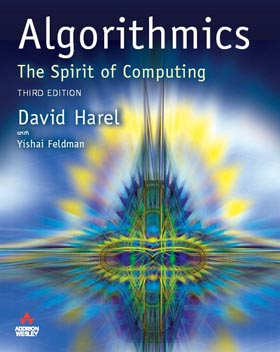 Algorithmics
The Spirit of Computing
THIRD EDITION
David Harel
with
Yishai Feldman
ADDISON
WESLEY